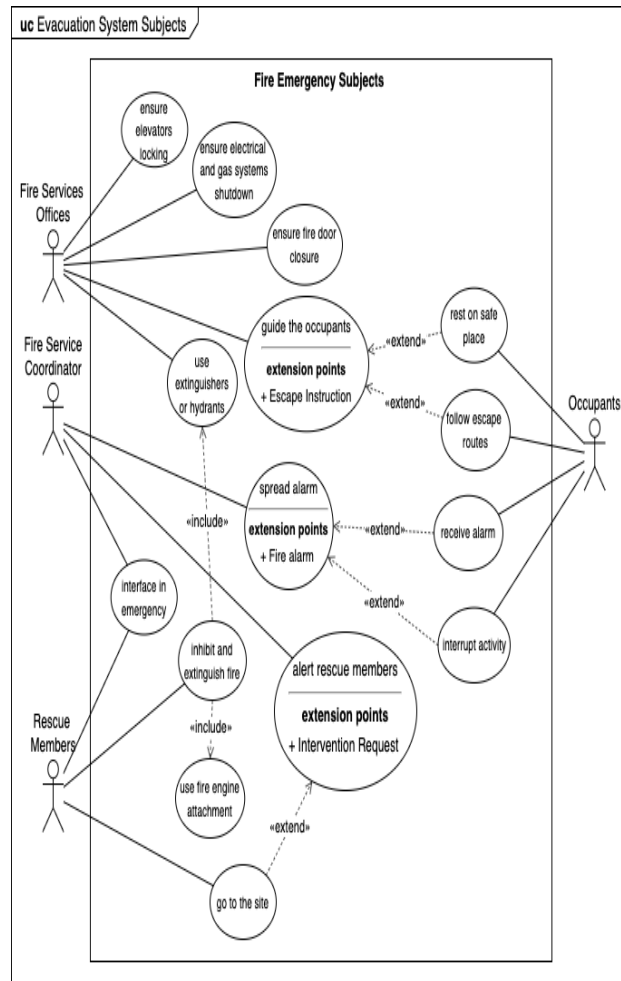 uc Evacuation System Subjects
Fire Emergency Subjects
ensure
elevators
locking
ensure electrical
and gas systems
shutdown
Fire Services
Offices
ensure fire door
closure
guide the occupants
extension points
+ Escape Instruction
rest on safe
place
«extend»
Fire Service
Coordinator
use
extinguishers
or hydrants
«extend»
follow escape
routes
Occupants
spread alarm
extension points
+ Fire alarm
«include»
«extend»
receive alarm
«extend»
interface in
emergency
inhibit and
extinguish fire
interrupt activity
alert rescue members
extension points
+ Intervention Request
«include»
Rescue
Members
use fire engine
attachment
«extend»
go to the site